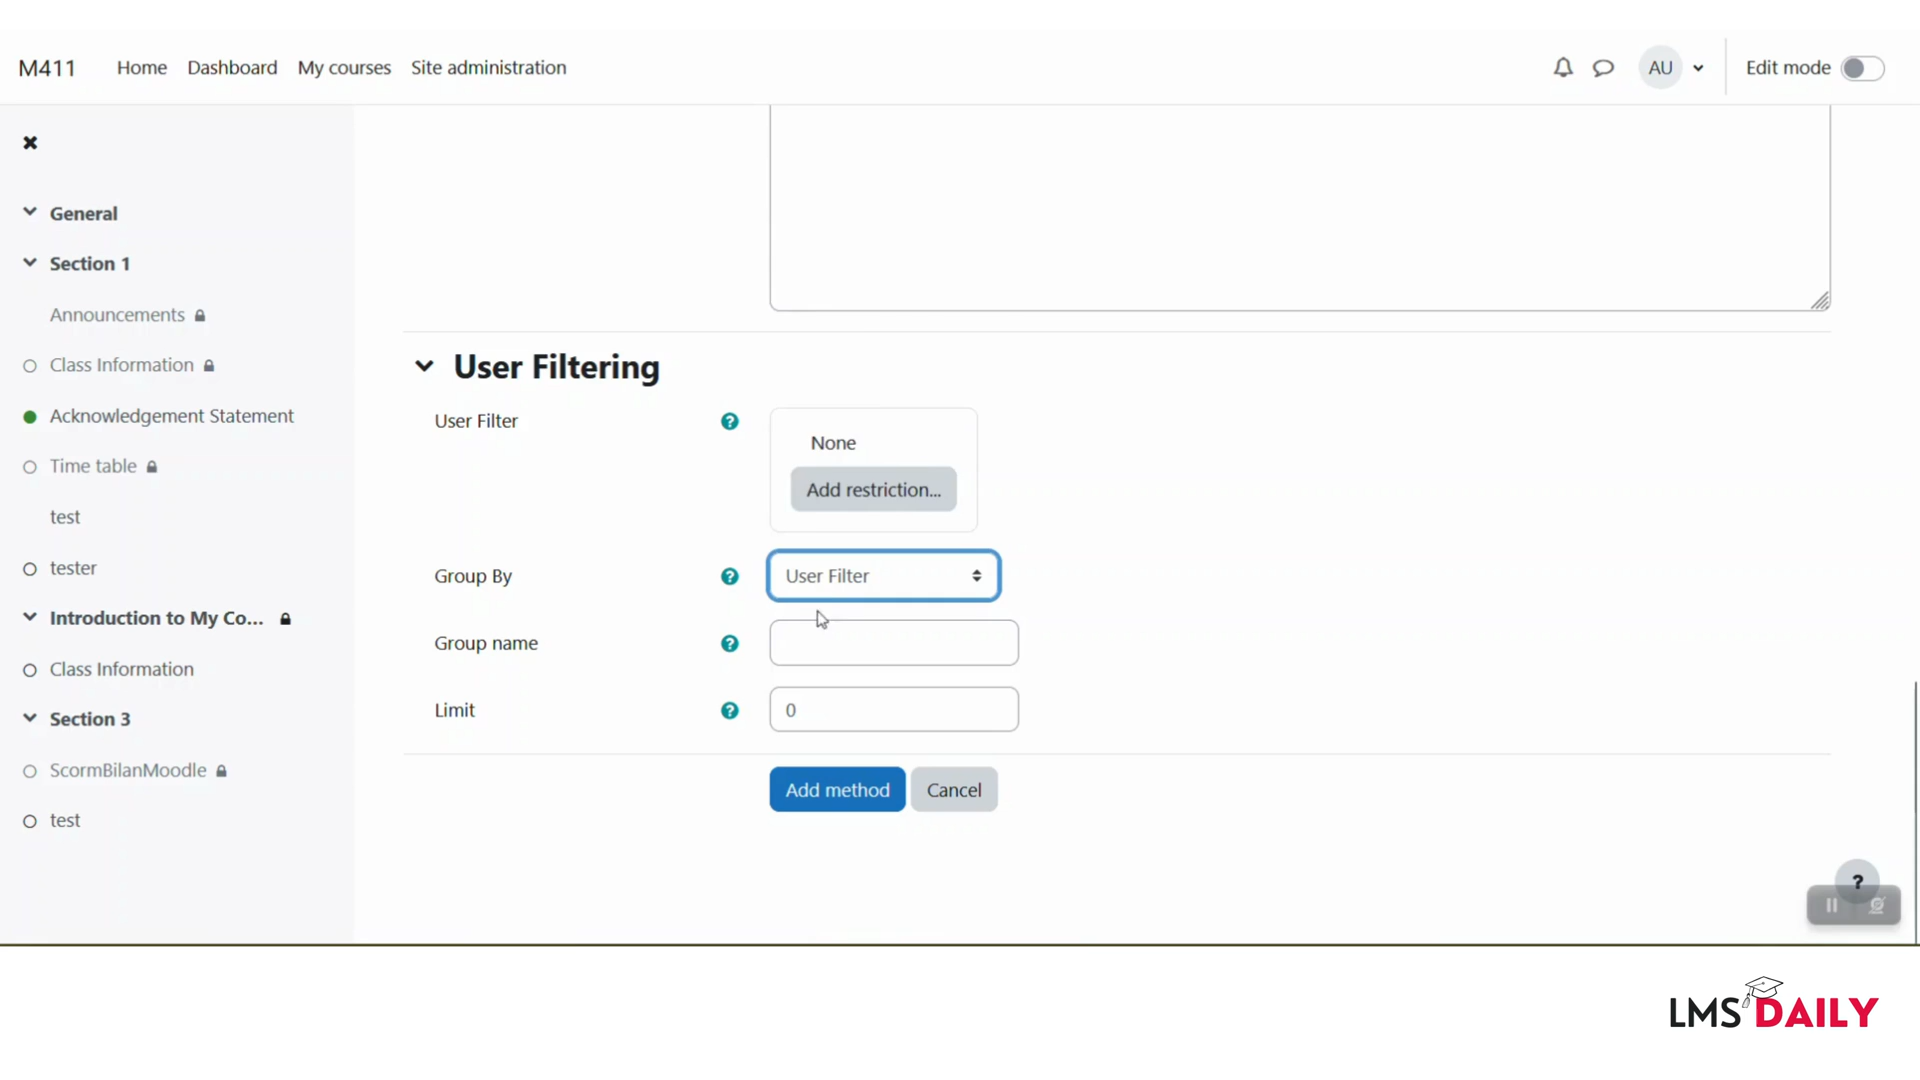 M411 Home Dashboard My courses Site administration AU Edit mode
General
Section 1
Announcements
Class Information
Acknowledgement Statement
Time table
test
tester
Introduction to My Co...
Class Information
Section 3
ScormBilanMoodle
test
User Filtering
User Filter ? None
Add restriction...
Group By ? User Filter
Group name ?
Limit ? 0
Add method Cancel
?
LMS DAILY